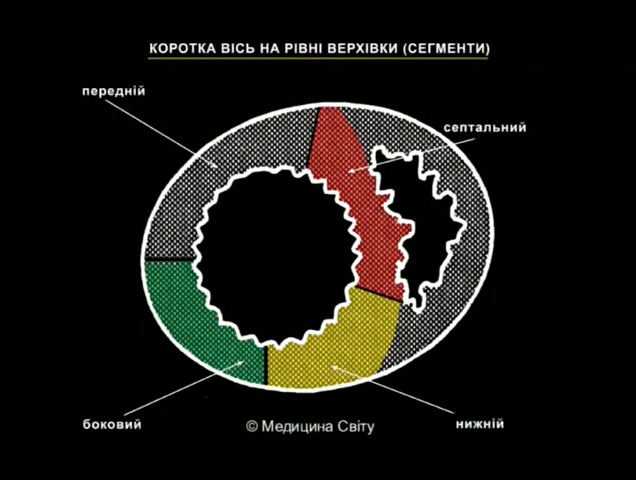 КОРОТКА ВІСЬ НА РІВНІ ВЕРХІВКИ (СЕГМЕНТИ)
передній
септальний
боковий
© Медицина Світу
нижній